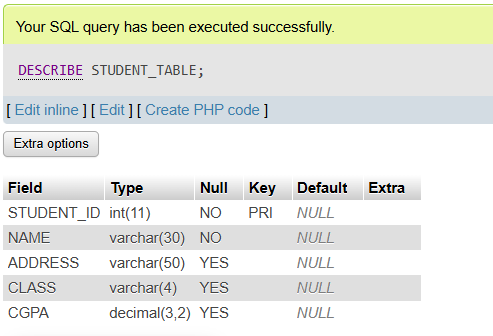 Your SQL query has been executed successfully.
DESCRIBE STUDENT_TABLE;
[ Edit inline ] [ Edit ] [ Create PHP code ]
Extra options
Field Type Null Key Default Extra
STUDENT_ID int(11) NO PRI NULL
NAME varchar(30) NO NULL
ADDRESS varchar(50) YES NULL
CLASS varchar(4) YES NULL
CGPA decimal(3,2) YES NULL